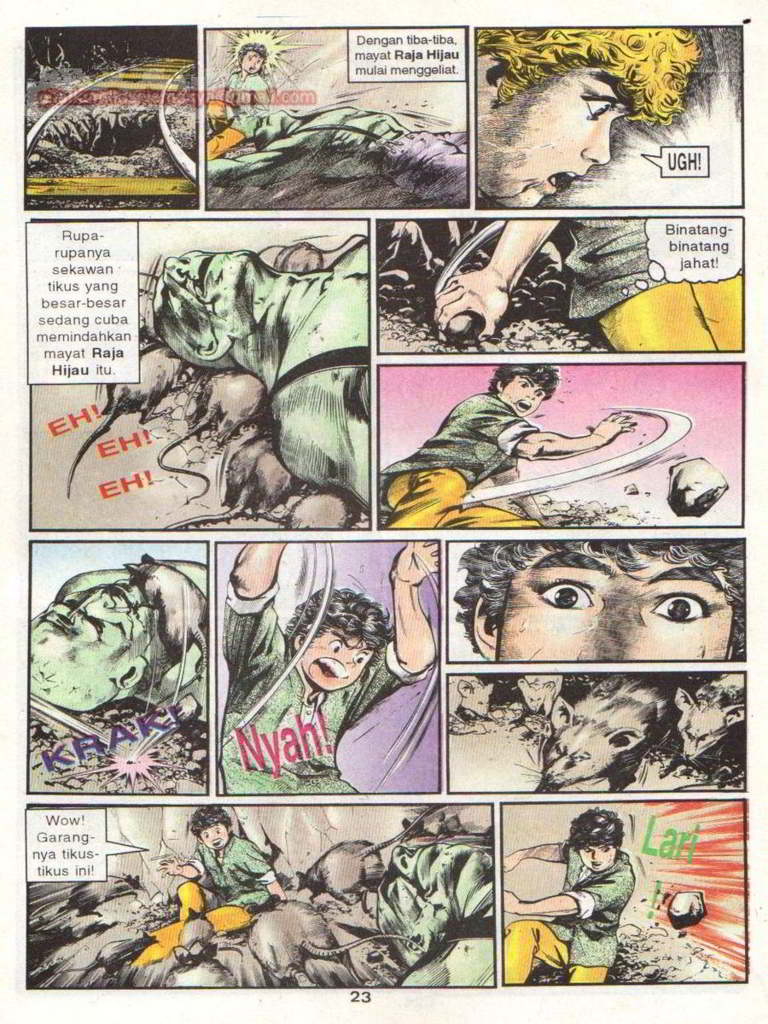 Dengan tiba-tiba,
mayat Raja Hijau
mulai menggeliat.
UGH!
Rupa-
rupanya
sekawan
tikus yang
besar-besar
sedang cuba
memindahkan
mayat Raja
Hijau itu.
EH!
EH!
EH!
Binatang-
binatang
jahat!
KRAK!
Nyah!
Wow!
Garang-
nya tikus-
tikus ini!
Lari
!
23